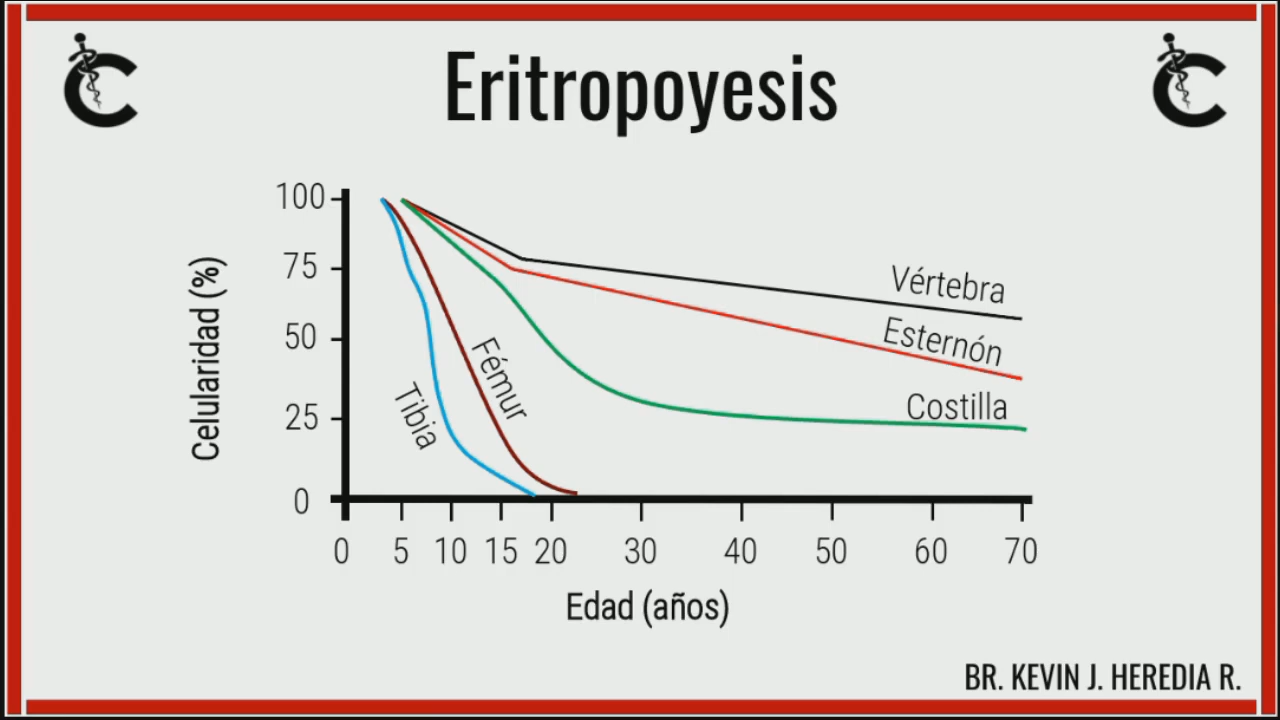 Eritropoyesis
Celularidad (%)
100
75
50
25
0
Vértebra
Esternón
Costilla
Fémur
Tibia
0 5 10 15 20 30 40 50 60 70
Edad (años)
BR. KEVIN J. HEREDIA R.